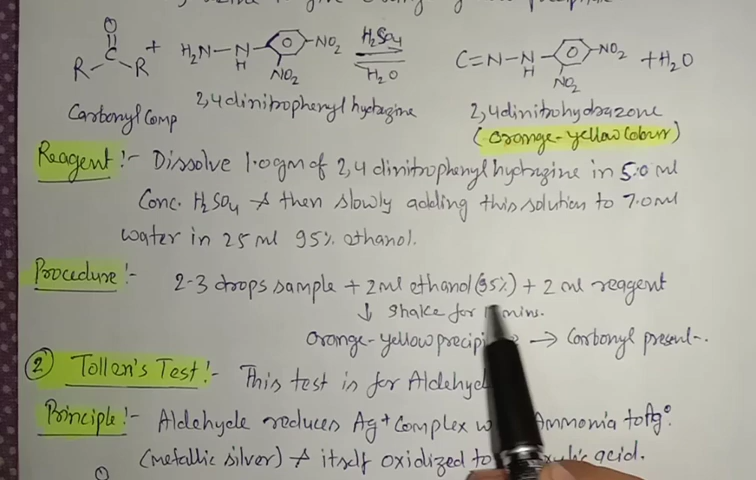 O
R C R + H2N-N H NO2 NO2 H2SO4 H2O C=N-N H NO2 NO2 +H2O
Carbonyl Comp 2,4 dinitrophenyl hydrazine 2,4 dinitrohydrazone
(Orange-yellow Colour)
Reagent!- Dissolve 1.0gm of 2,4 dinitrophenyl hydrazine in 5.0 ml
Conc. H2SO4 & then slowly adding this solution to 7.0 ml
water in 25 ml 95% ethanol.
Procedure!- 2-3 drops sample + 2ml ethanol (95%) + 2 ml reagent
↓ shake for mins.
Orange-yellow → Carbonyl present.
② Tollen's Test!- This test is for
Principle!- Aldehyde reduces Ag+ Complex Ammonia to Ag°
(metallic silver) & itself oxidized to acid.
O